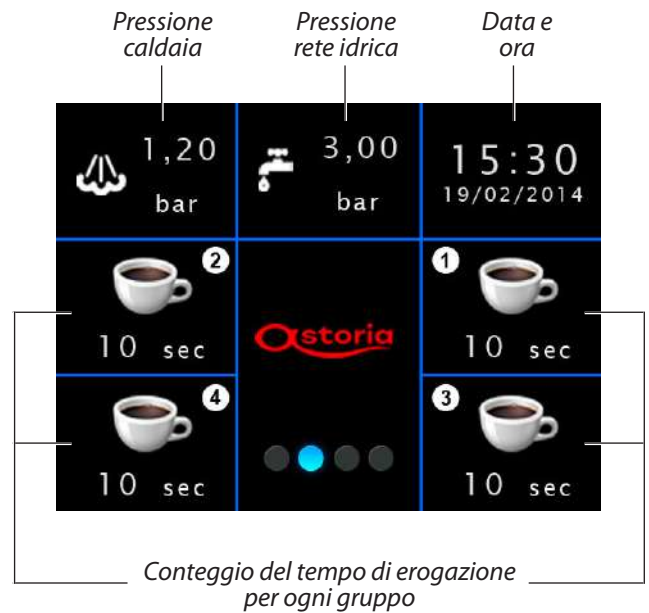 Pressione
caldaia
Pressione
rete idrica
Data e
ora
1,20
bar
3,00
bar
15:30
19/02/2014
2
10 sec
1
10 sec
astoria
4
10 sec
3
10 sec
Conteggio del tempo di erogazione
per ogni gruppo